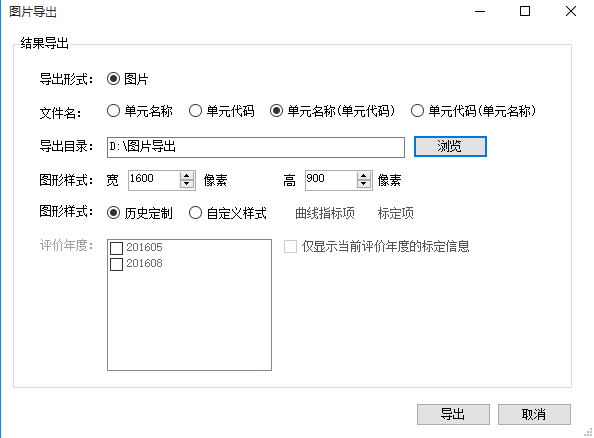 图片导出
结果导出
导出形式： 图片
文件名： 单元名称 单元代码 单元名称(单元代码) 单元代码(单元名称)
导出目录： D:\图片导出 浏览
图形样式： 宽 1600 像素 高 900 像素
图形样式： 历史定制 自定义样式 曲线指标项 标定项
评价年度： 201605 仅显示当前评价年度的标定信息
201608
导出 取消